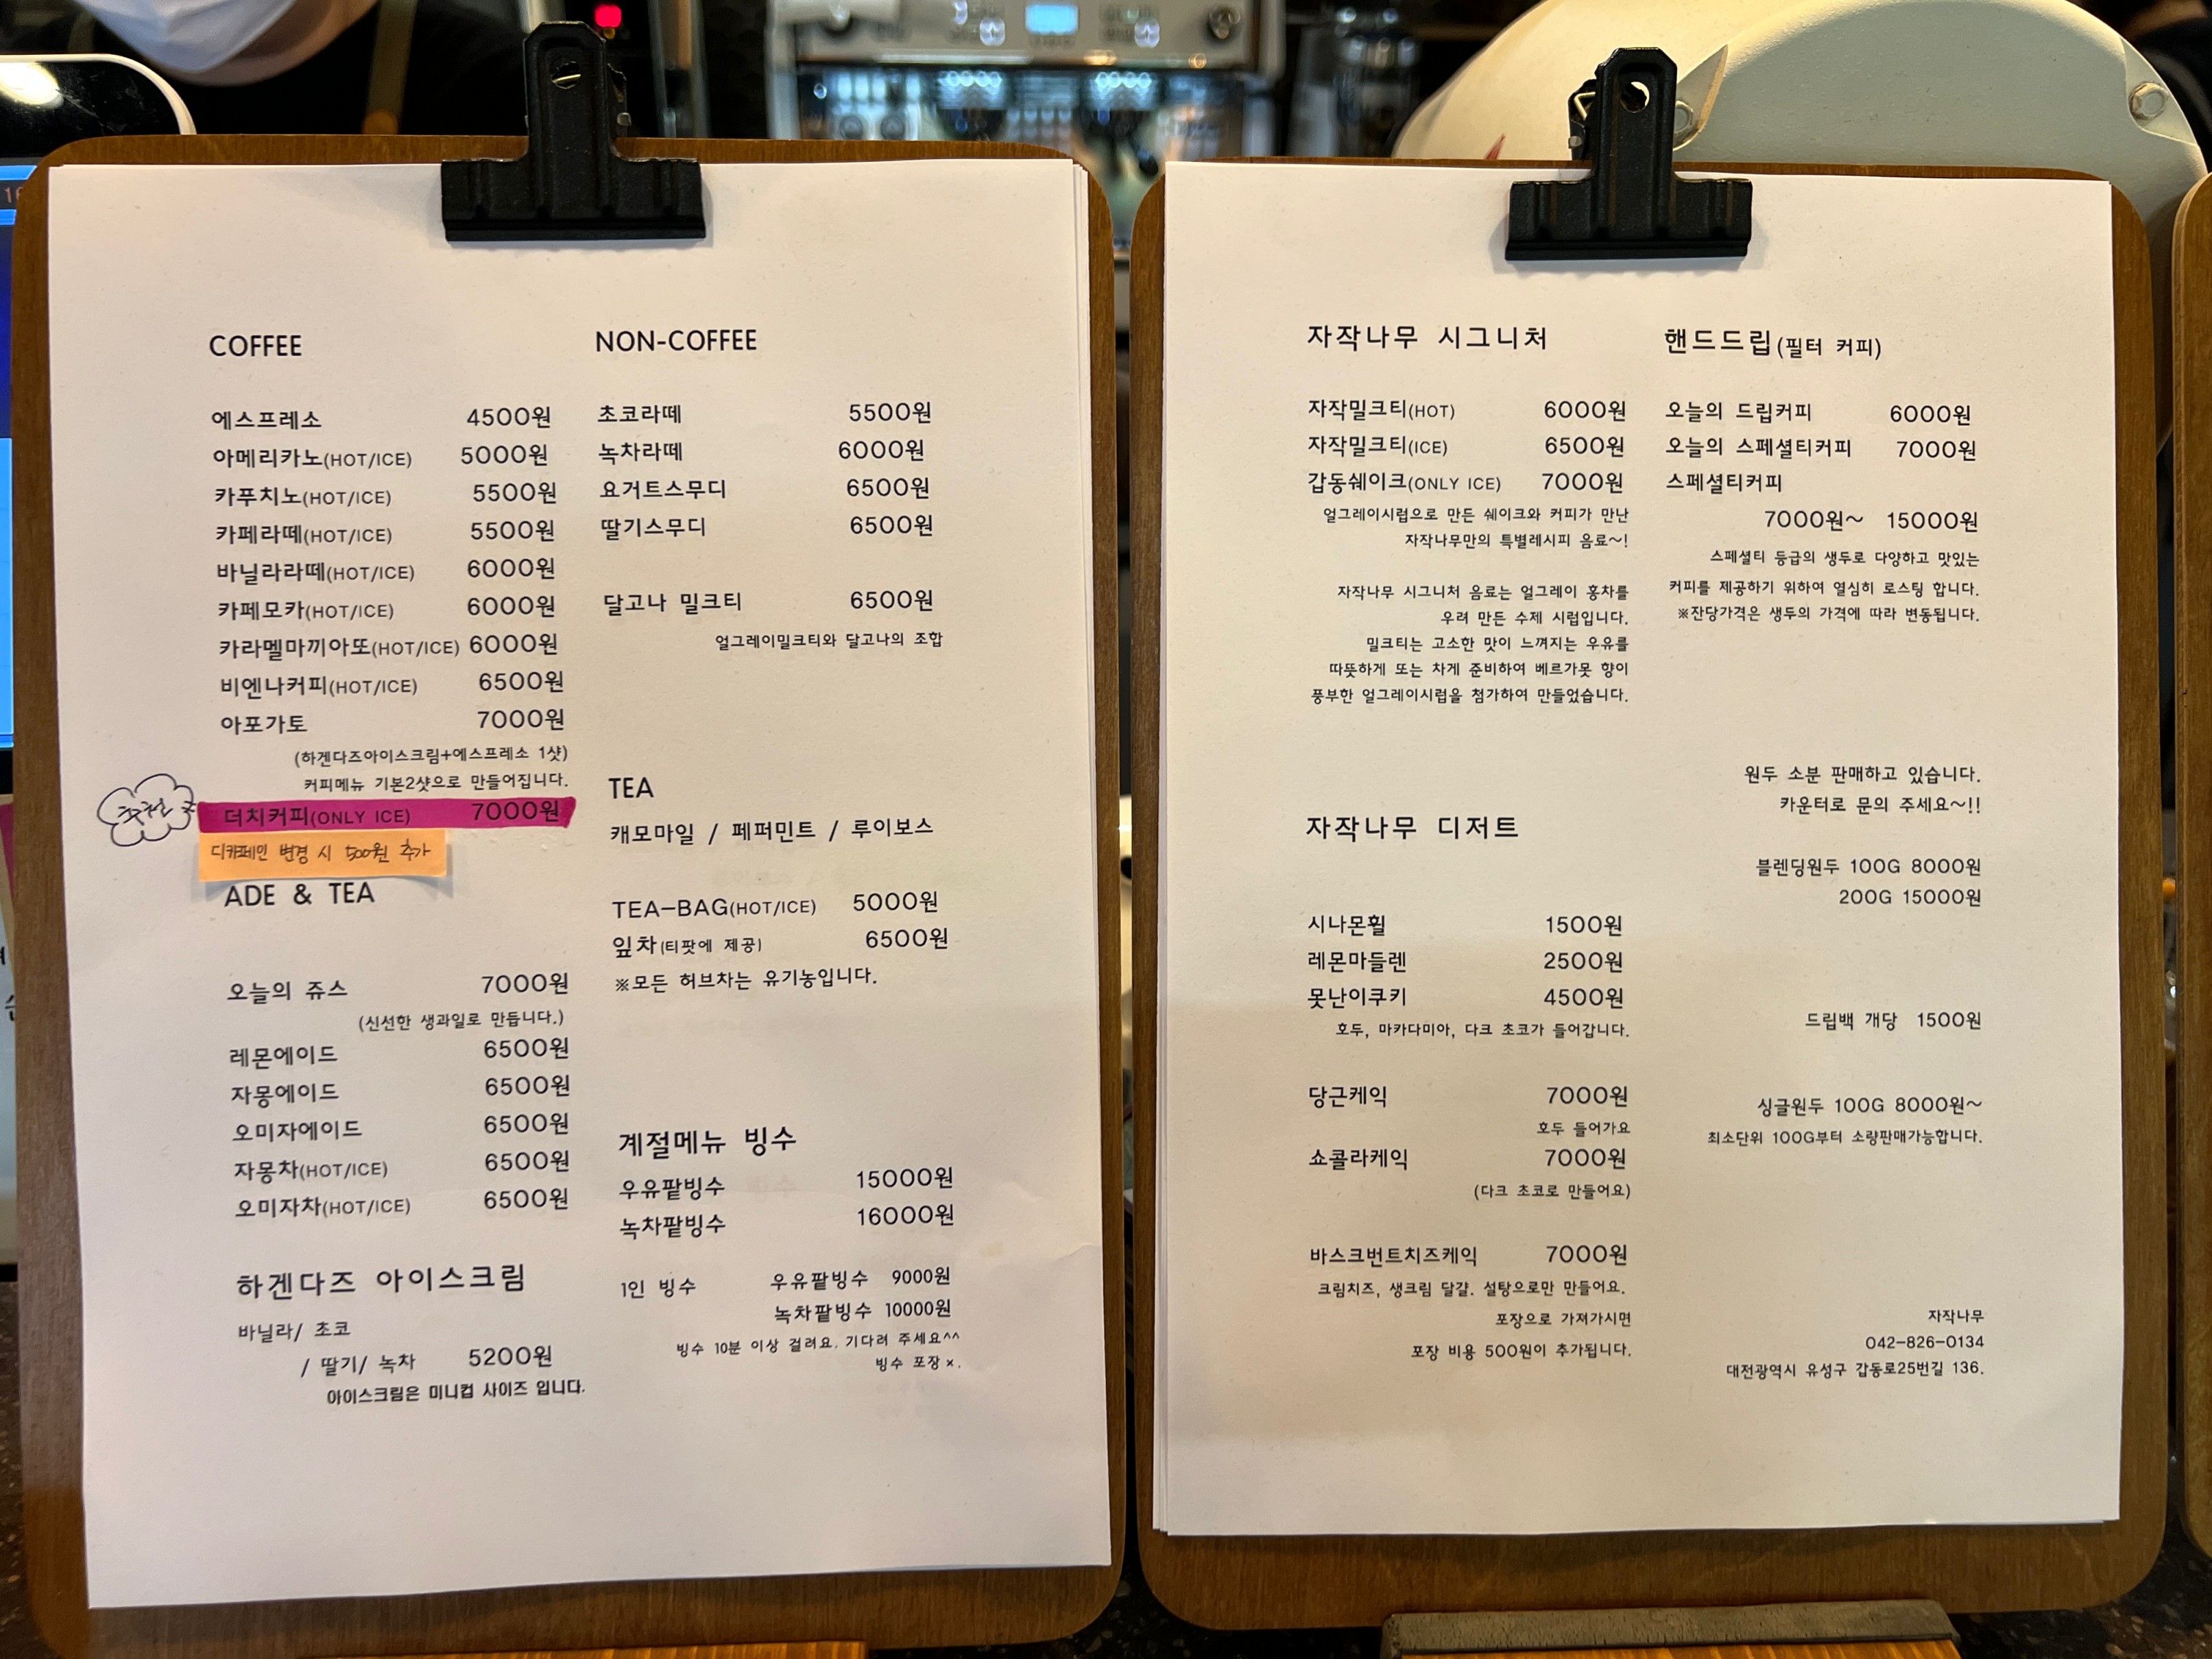 COFFEE
에스프레소 4500원
아메리카노(HOT/ICE) 5000원
카푸치노(HOT/ICE) 5500원
카페라떼(HOT/ICE) 5500원
바닐라라떼(HOT/ICE) 6000원
카페모카(HOT/ICE) 6000원
카라멜마끼아또(HOT/ICE) 6000원
비엔나커피(HOT/ICE) 6500원
아포가토 7000원
(하겐다즈아이스크림+에스프레소 1샷)
커피메뉴 기본2샷으로 만들어집니다.
더치커피(ONLY ICE) 7000원
디카페인 변경 시 500원 추가
ADE & TEA
오늘의 쥬스 7000원
(신선한 생과일로 만듭니다.)
레몬에이드 6500원
자몽에이드 6500원
오미자에이드 6500원
자몽차(HOT/ICE) 6500원
오미자차(HOT/ICE) 6500원
하겐다즈 아이스크림
바닐라/ 초코
/ 딸기/ 녹차 5200원
아이스크림은 미니컵 사이즈 입니다.
NON-COFFEE
초코라떼 5500원
녹차라떼 6000원
요거트스무디 6500원
딸기스무디 6500원
달고나 밀크티 6500원
얼그레이밀크티와 달고나의 조합
TEA
캐모마일 / 페퍼민트 / 루이보스
TEA-BAG(HOT/ICE) 5000원
잎차(티팟에 제공) 6500원
※모든 허브차는 유기농입니다.
계절메뉴 빙수
우유팥빙수 15000원
녹차팥빙수 16000원
1인 빙수 우유팥빙수 9000원
녹차팥빙수 10000원
빙수 10분 이상 걸려요. 기다려 주세요^^
빙수 포장×.
자작나무 시그니처
자작밀크티(HOT) 6000원
자작밀크티(ICE) 6500원
갑동쉐이크(ONLY ICE) 7000원
얼그레이시럽으로 만든 쉐이크와 커피가 만난
자작나무만의 특별레시피 음료~!
자작나무 시그니처 음료는 얼그레이 홍차를
우려 만든 수제 시럽입니다.
밀크티는 고소한 맛이 느껴지는 우유를
따뜻하게 또는 차게 준비하여 베르가못 향이
풍부한 얼그레이시럽을 첨가하여 만들었습니다.
자작나무 디저트
시나몬휠 1500원
레몬마들렌 2500원
못난이쿠키 4500원
호두, 마카다미아, 다크 초코가 들어갑니다.
당근케익 7000원
호두 들어가요
쇼콜라케익 7000원
(다크 초코로 만들어요)
바스크번트치즈케익 7000원
크림치즈, 생크림 달걀. 설탕으로만 만들어요.
포장으로 가져가시면
포장 비용 500원이 추가됩니다.
핸드드립(필터 커피)
오늘의 드립커피 6000원
오늘의 스페셜티커피 7000원
스페셜티커피
7000원~ 15000원
스페셜티 등급의 생두로 다양하고 맛있는
커피를 제공하기 위하여 열심히 로스팅 합니다.
※잔당가격은 생두의 가격에 따라 변동됩니다.
원두 소분 판매하고 있습니다.
카운터로 문의 주세요~!!
블렌딩원두 100G 8000원
200G 15000원
드립백 개당 1500원
싱글원두 100G 8000원~
최소단위 100G부터 소량판매가능합니다.
자작나무
042-826-0134
대전광역시 유성구 갑동로25번길 136.